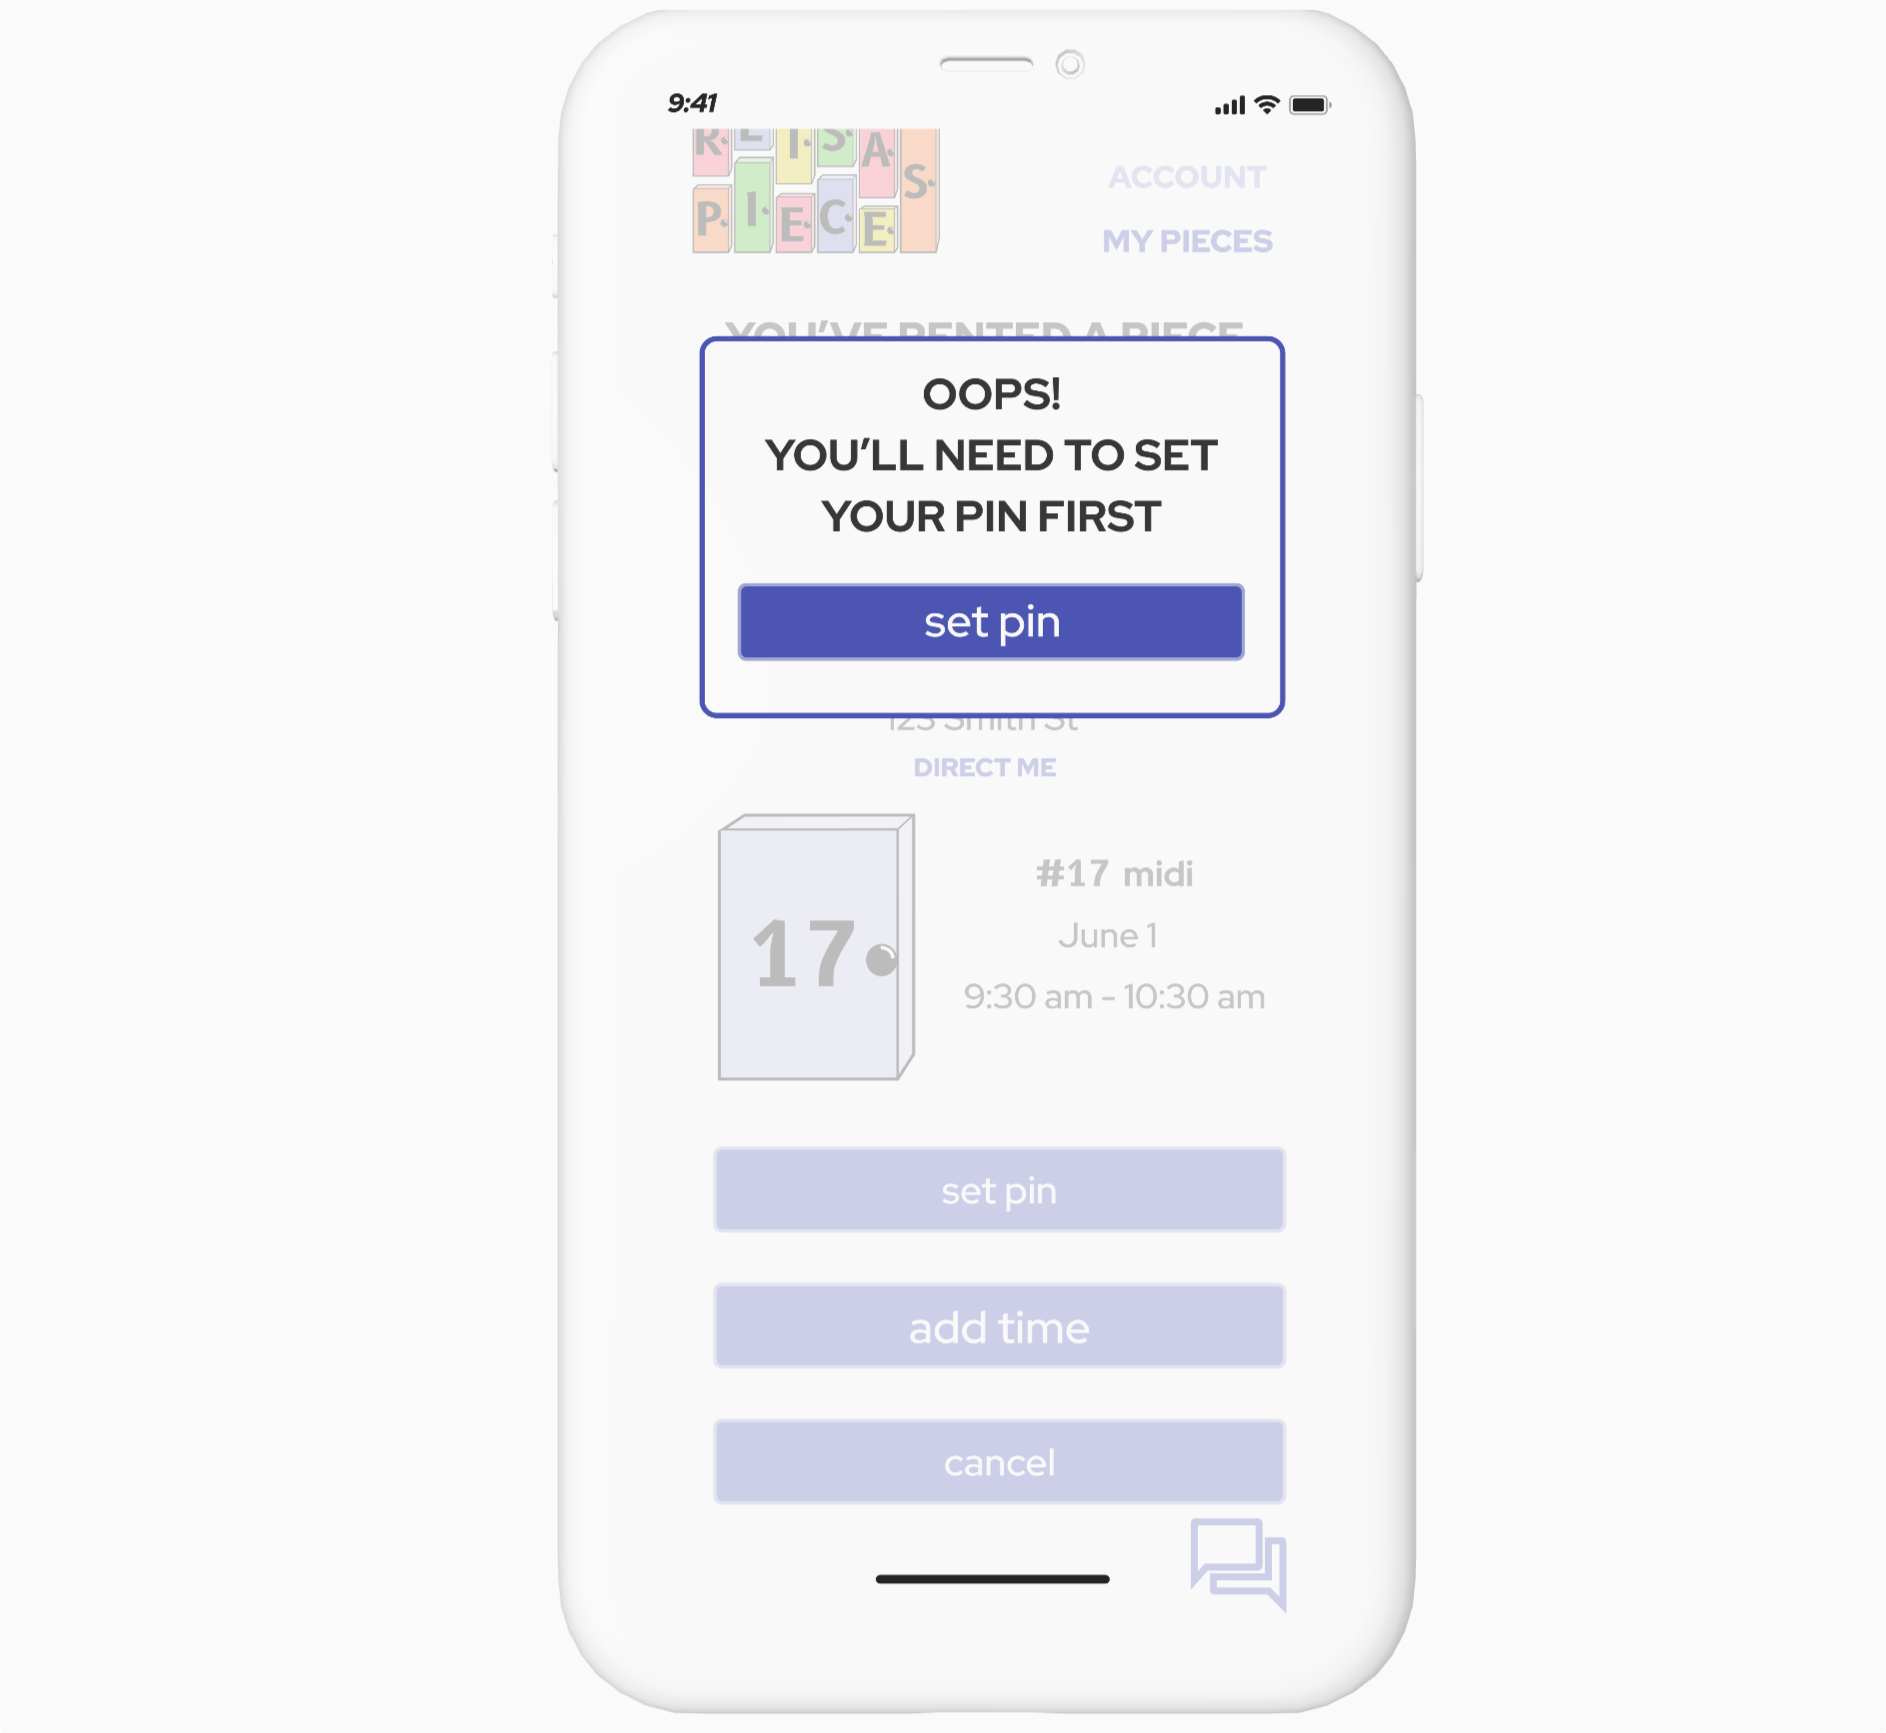 9:41
R E T S A S
P I E C E
ACCOUNT
MY PIECES
YOU'VE RENTED A PIECE
OOPS!
YOU'LL NEED TO SET
YOUR PIN FIRST
set pin
123 Smith St
DIRECT ME
17
#17 midi
June 1
9:30 am - 10:30 am
set pin
add time
cancel